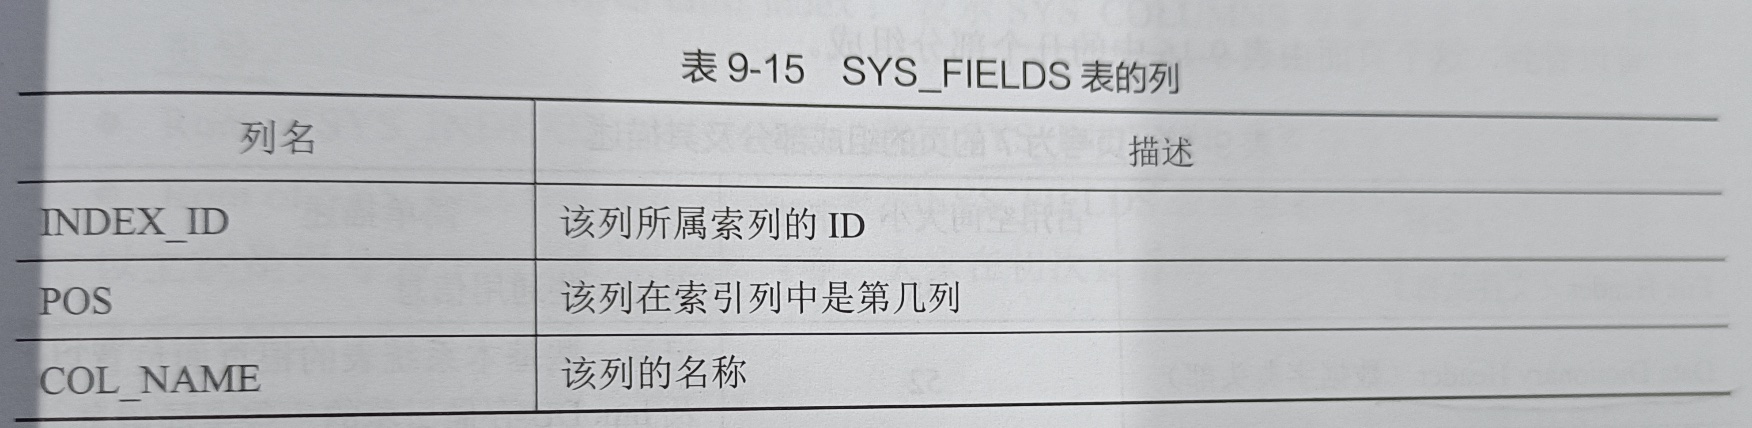 表 9-15 SYS_FIELDS 表的列
列名 描述
INDEX_ID 该列所属索列的 ID
POS 该列在索引列中是第几列
COL_NAME 该列的名称